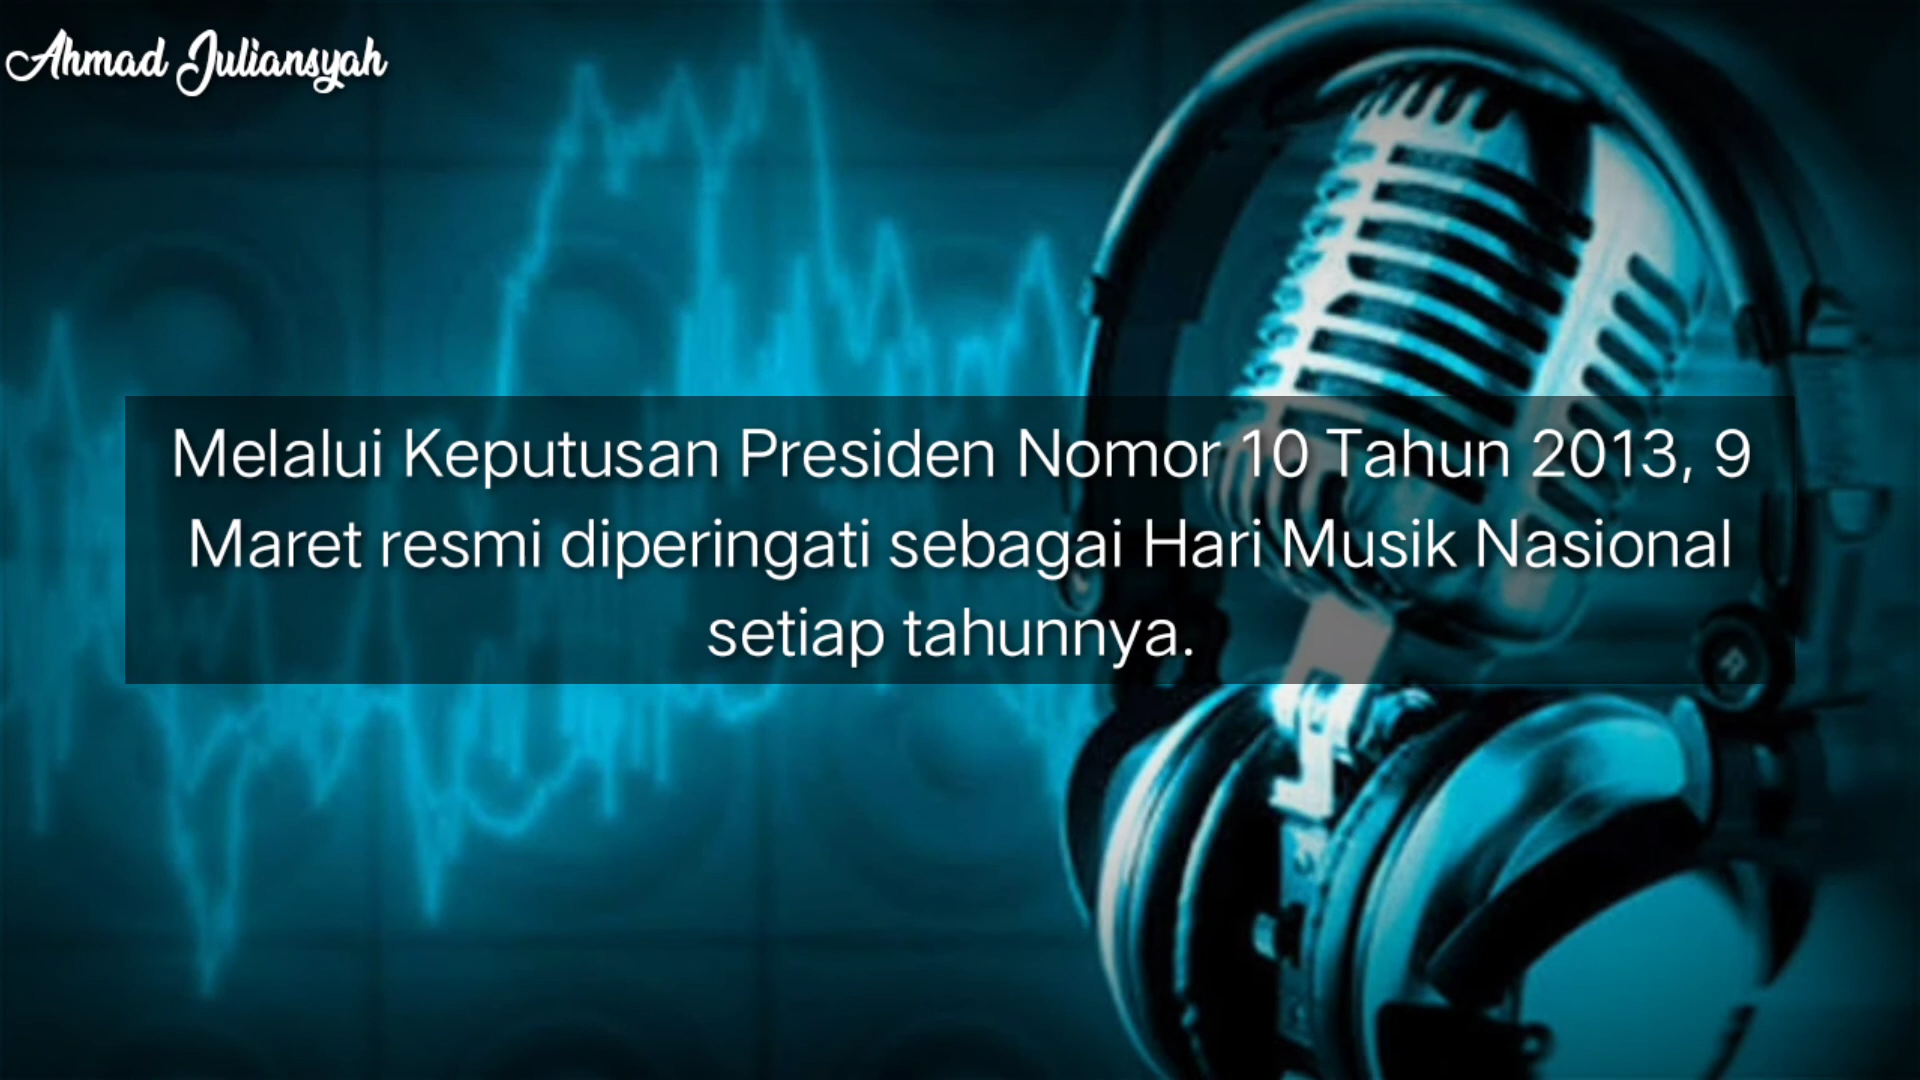 Ahmad Juliansyah
Melalui Keputusan Presiden Nomor 10 Tahun 2013, 9
Maret resmi diperingati sebagai Hari Musik Nasional
setiap tahunnya.